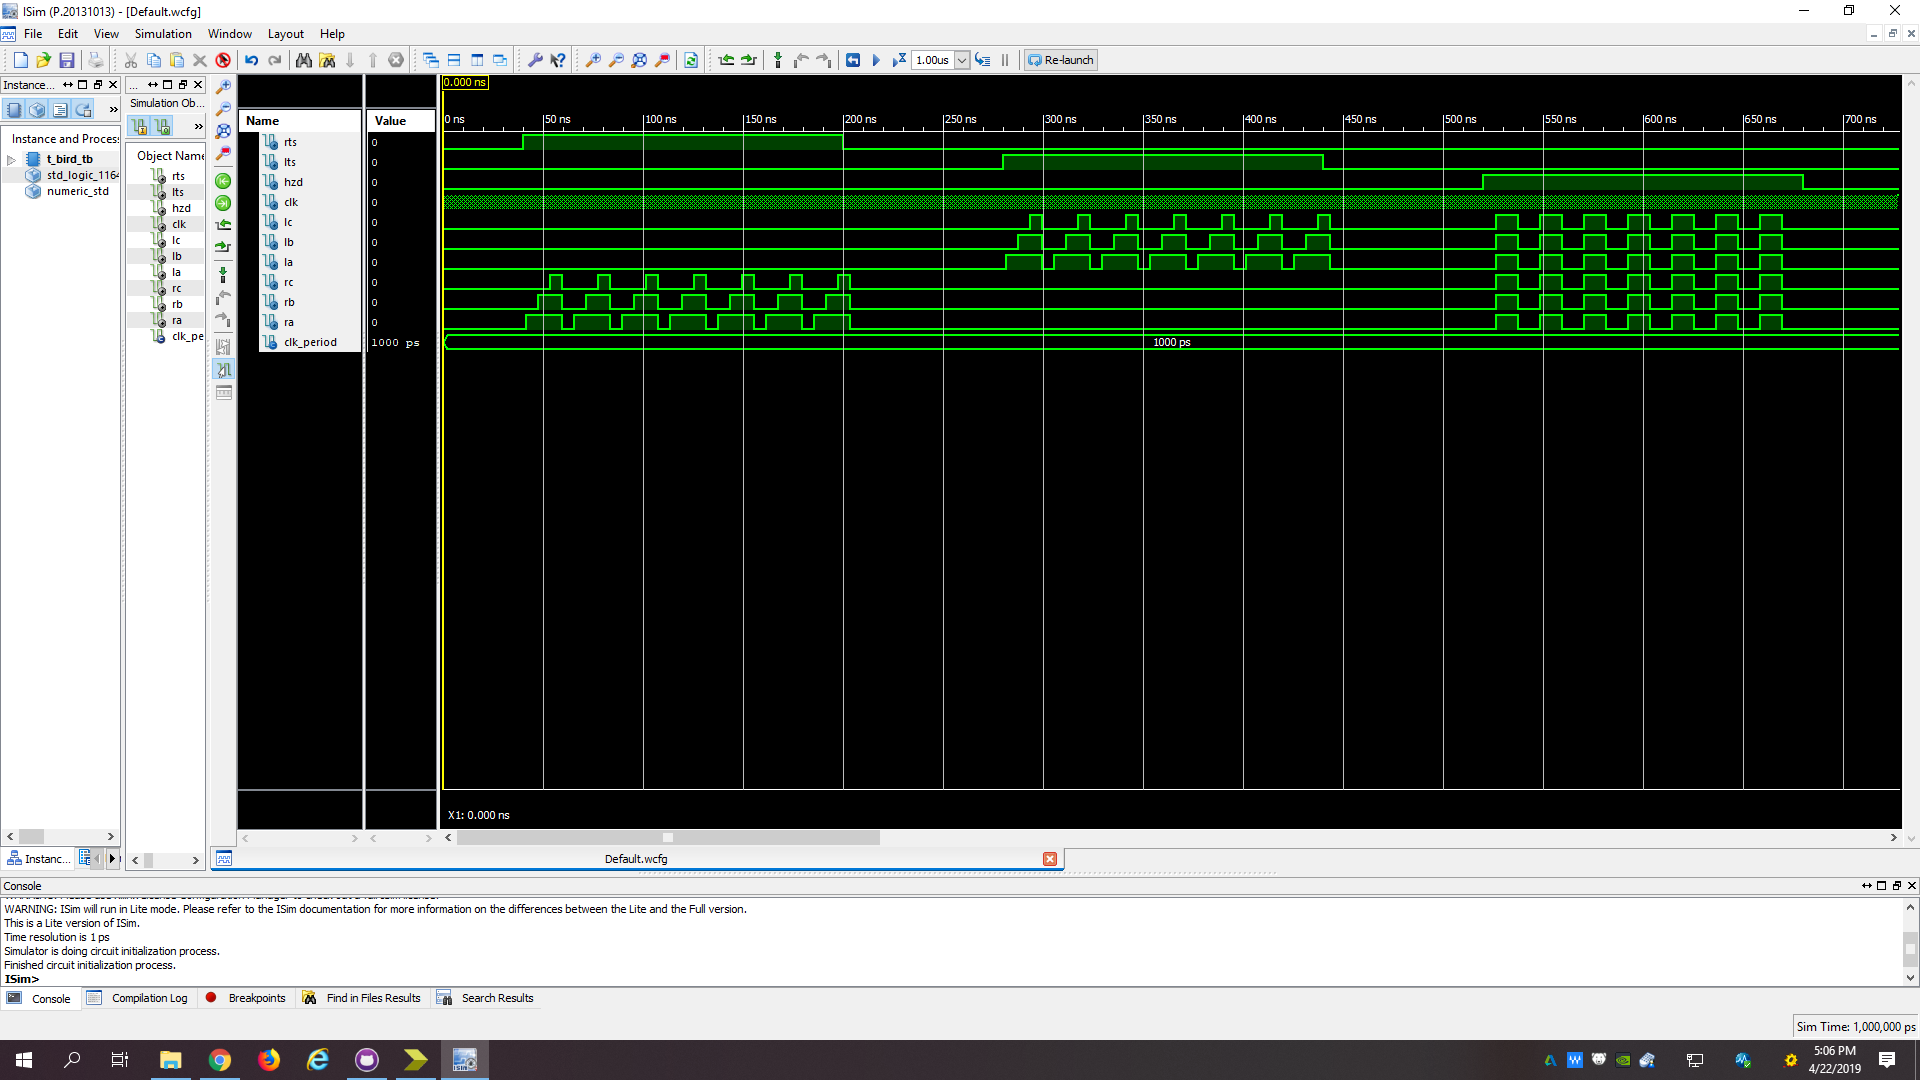 ISim (P.20131013) - [Default.wcfg]
File Edit View Simulation Window Layout Help
1.00us Re-launch
Instance...
...
Simulation Ob...
Instance and Proces
t_bird_tb
std_logic_1164
numeric_std
Object Name
rts
lts
hzd
clk
lc
lb
la
rc
rb
ra
clk_pe
Name Value
rts 0
lts 0
hzd 0
clk 0
lc 0
lb 0
la 0
rc 0
rb 0
ra 0
clk_period 1000 ps
0.000 ns
0 ns 50 ns 100 ns 150 ns 200 ns 250 ns 300 ns 350 ns 400 ns 450 ns 500 ns 550 ns 600 ns 650 ns 700 ns
1000 ps
X1: 0.000 ns
Instanc...
Default.wcfg
Console
WARNING: ISim will run in Lite mode. Please refer to the ISim documentation for more information on the differences between the Lite and the Full version.
This is a Lite version of ISim.
Time resolution is 1 ps
Simulator is doing circuit initialization process.
Finished circuit initialization process.
ISim>
Console Compilation Log Breakpoints Find in Files Results Search Results
Sim Time: 1,000,000 ps
5:06 PM
4/22/2019